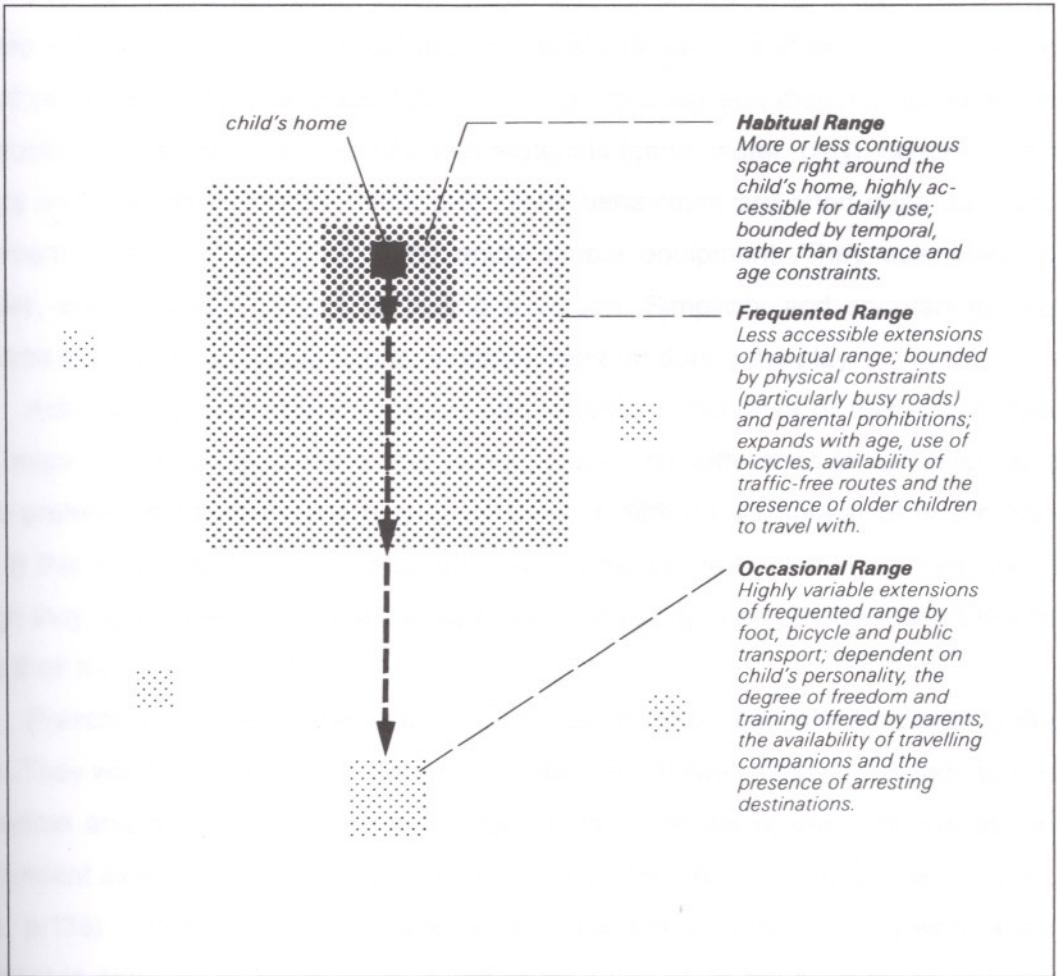 child's home
Habitual Range
More or less contiguous
space right around the
child's home, highly ac-
cessible for daily use;
bounded by temporal,
rather than distance and
age constraints.
Frequented Range
Less accessible extensions
of habitual range; bounded
by physical constraints
(particularly busy roads)
and parental prohibitions;
expands with age, use of
bicycles, availability of
traffic-free routes and the
presence of older children
to travel with.
Occasional Range
Highly variable extensions
of frequented range by
foot, bicycle and public
transport; dependent on
child's personality, the
degree of freedom and
training offered by parents,
the availability of travelling
companions and the
presence of arresting
destinations.